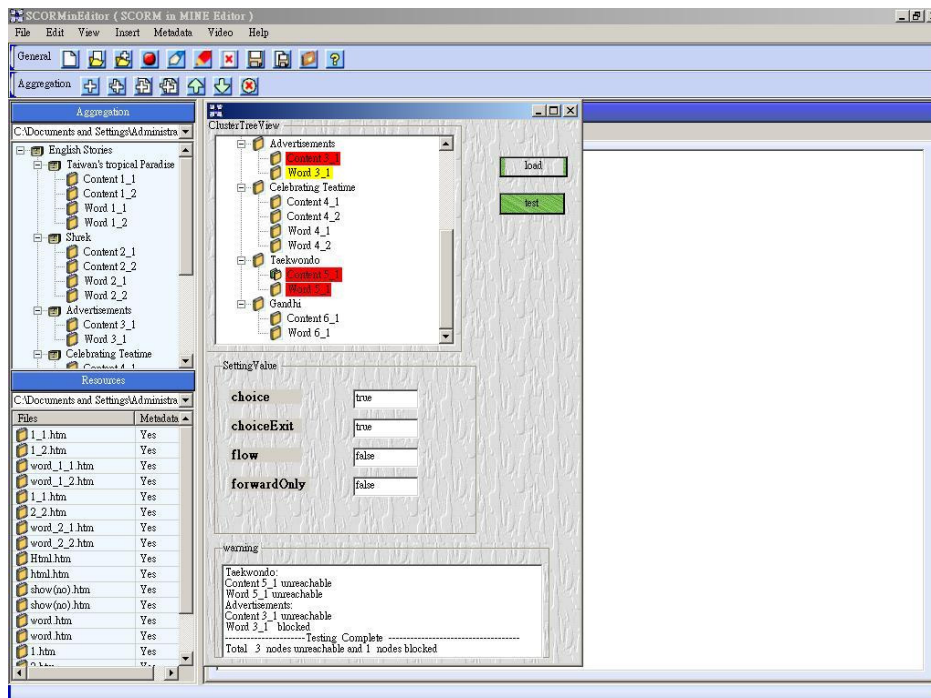 SCORMinEditor ( SCORM in MINE Editor )
File Edit View Insert Metadata Video Help
General
Aggregation
Aggregation
C:\Documents and Settings\Administra
English Stories
Taiwan's tropical Paradise
Content 1_1
Content 1_2
Word 1_1
Word 1_2
Shrek
Content 2_1
Content 2_2
Word 2_1
Word 2_2
Advertisements
Content 3_1
Word 3_1
Celebrating Teatime
Content 4_1
Resources
C:\Documents and Settings\Administra
Files Metadata
1_1.htm Yes
1_2.htm Yes
word_1_1.htm Yes
word_1_2.htm Yes
1_1.htm Yes
2_2.htm Yes
word_2_1.htm Yes
word_2_2.htm Yes
Html.htm Yes
html.htm Yes
show(no).htm Yes
show(no).htm Yes
word.htm Yes
word.htm Yes
1.htm Yes
ClusterTreeView
Advertisements
Content 3_1
Word 3_1
Celebrating Teatime
Content 4_1
Content 4_2
Word 4_1
Word 4_2
Taekwondo
Content 5_1
Word 5_1
Gandhi
Content 6_1
Word 6_1
load
test
SettingValue
choice true
choiceExit true
flow false
forwardOnly false
warning
Taekwondo:
Content 5_1 unreachable
Word 5_1 unreachable
Advertisements:
Content 3_1 unreachable
Word 3_1 blocked
----------------------Testing Complete ------------------------------------
Total 3 nodes unreachable and 1 nodes blocked